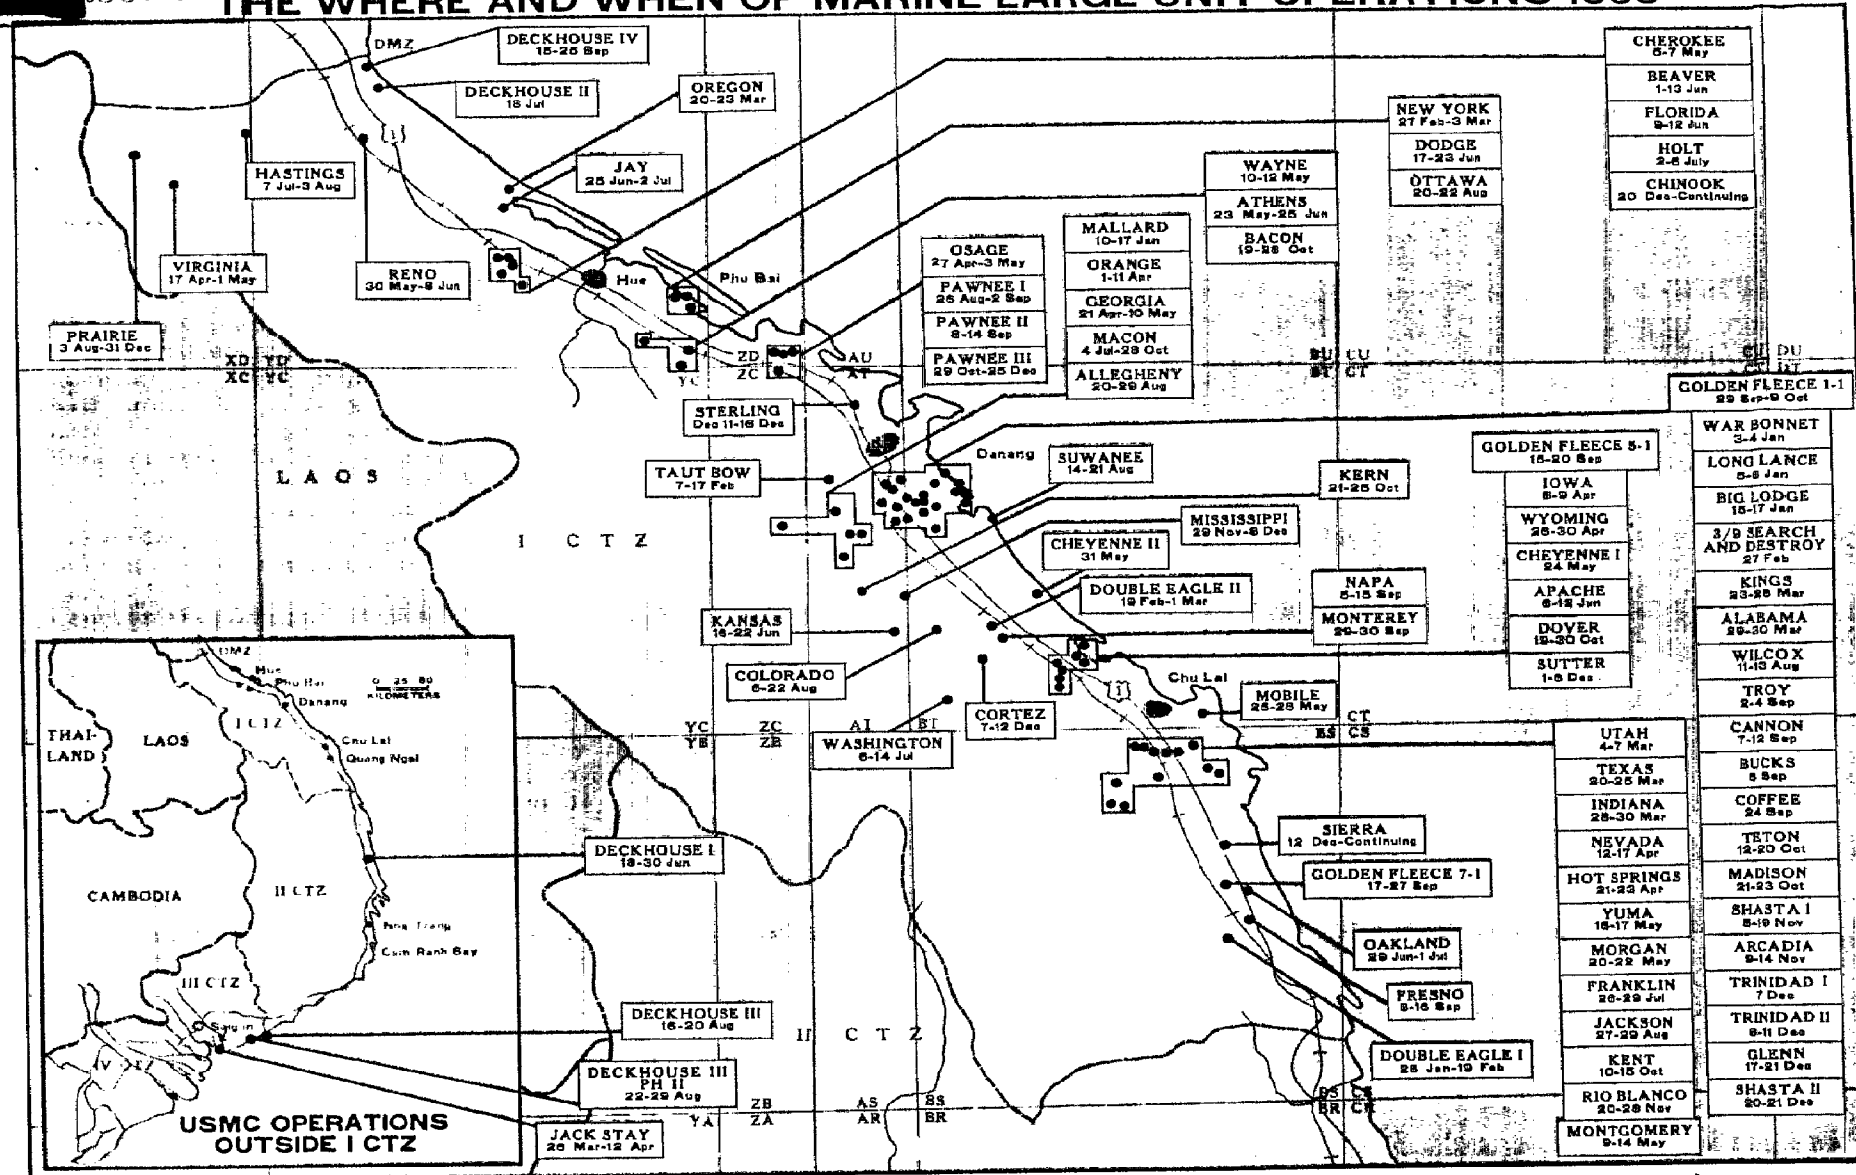 THE WHERE AND WHEN OF MARINE LARGE UNIT OPERATIONS
DMZ
DECKHOUSE IV
15-26 Sep
DECKHOUSE II
18 Jul
OREGON
20-23 Mar
JAY
25 Jun-2 Jul
HASTINGS
7 Jul-3 Aug
VIRGINIA
17 Apr-1 May
RENO
30 May-8 Jun
PRAIRIE
3 Aug-31 Dec
1
Hue
Phu Bai
CHEROKEE
5-7 May
BEAVER
1-13 Jun
FLORIDA
9-12 Jun
HOLT
2-6 July
CHINOOK
20 Dec-Continuing
NEW YORK
27 Feb-3 Mar
DODGE
17-23 Jun
OTTAWA
20-22 Aug
WAYNE
10-12 May
ATHENS
23 May-25 Jun
BACON
19-28 Oct
MALLARD
10-17 Jan
ORANGE
1-11 Apr
GEORGIA
21 Apr-10 May
MACON
4 Jul-28 Oct
ALLEGHENY
20-29 Aug
OSAGE
27 Apr-3 May
PAWNEE I
26 Aug-2 Sep
PAWNEE II
8-14 Sep
PAWNEE III
29 Oct-25 Dec
XD YD
XC YC
ZD
ZC
YC
AU
AT
BU CU
BT CT
CU DU
CT DT
STERLING
Dec 11-16 Dec
TAUT BOW
7-17 Feb
LAOS
I CTZ
Danang
SUWANEE
14-21 Aug
KERN
21-25 Oct
MISSISSIPPI
29 Nov-8 Dec
CHEYENNE II
31 May
DOUBLE EAGLE II
19 Feb-1 Mar
NAPA
5-15 Sep
MONTEREY
29-30 Sep
KANSAS
16-22 Jun
COLORADO
6-22 Aug
WASHINGTON
6-14 Jul
CORTEZ
7-12 Dec
Chu Lai
1
MOBILE
25-28 May
YC ZC
YB ZB
AT BT
CT
BS CS
GOLDEN FLEECE 5-1
15-20 Sep
IOWA
6-9 Apr
WYOMING
26-30 Apr
CHEYENNE I
24 May
APACHE
6-12 Jun
DOVER
19-30 Oct
SUTTER
1-6 Dec
GOLDEN FLEECE 1-1
29 Sep-9 Oct
WAR BONNET
3-4 Jan
LONG LANCE
5-6 Jan
BIG LODGE
15-17 Jan
3/9 SEARCH
AND DESTROY
27 Feb
KINGS
23-28 Mar
ALABAMA
29-30 Mar
WILCOX
11-13 Aug
TROY
2-4 Sep
CANNON
7-12 Sep
BUCKS
8 Sep
COFFEE
24 Sep
TETON
12-20 Oct
MADISON
21-23 Oct
SHASTA I
8-19 Nov
ARCADIA
9-14 Nov
TRINIDAD I
7 Dec
TRINIDAD II
8-11 Dec
GLENN
17-21 Dec
SHASTA II
20-21 Dec
UTAH
4-7 Mar
TEXAS
20-25 Mar
INDIANA
28-30 Mar
NEVADA
12-17 Apr
HOT SPRINGS
21-23 Apr
YUMA
16-17 May
MORGAN
20-22 May
FRANKLIN
26-29 Jul
JACKSON
27-29 Aug
KENT
10-15 Oct
RIO BLANCO
20-28 Nov
MONTGOMERY
9-14 May
SIERRA
12 Dec-Continuing
GOLDEN FLEECE 7-1
17-27 Sep
OAKLAND
29 Jun-1 Jul
FRESNO
8-16 Sep
DOUBLE EAGLE I
28 Jan-19 Feb
II CTZ
ZB
YA ZA
AS BS
AR BR
BS CS
BR CR
DMZ
Hue
Phu Bai
Danang
0 25 80
KILOMETERS
I CTZ
THAI-
LAND
LAOS
Chu Lai
Quang Ngai
CAMBODIA
II CTZ
Nha Trang
Cam Ranh Bay
III CTZ
Saigon
IV CTZ
USMC OPERATIONS
OUTSIDE I CTZ
DECKHOUSE I
18-30 Jun
DECKHOUSE III
16-20 Aug
DECKHOUSE III
PH II
22-29 Aug
JACK STAY
26 Mar-12 Apr